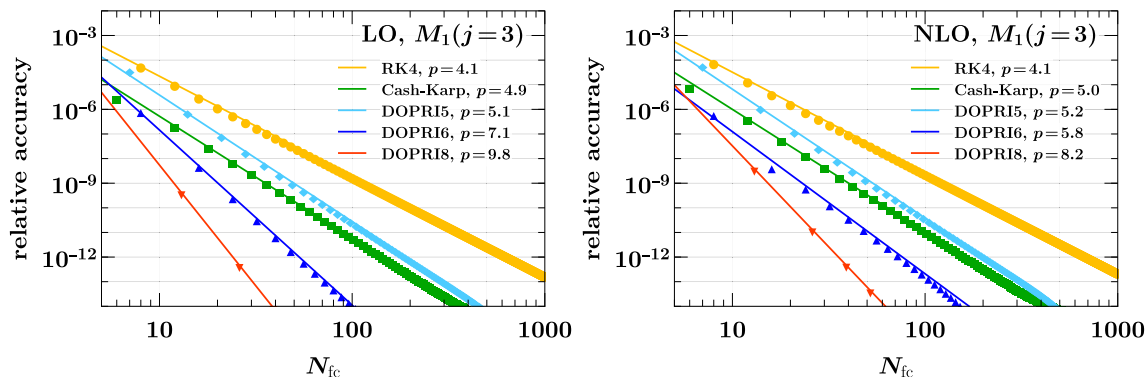 LO, M₁(j=3)
relative accuracy
10⁻³
10⁻⁶
10⁻⁹
10⁻¹²
RK4, p=4.1
Cash-Karp, p=4.9
DOPRI5, p=5.1
DOPRI6, p=7.1
DOPRI8, p=9.8
10
100
1000
N_fc
NLO, M₁(j=3)
relative accuracy
10⁻³
10⁻⁶
10⁻⁹
10⁻¹²
RK4, p=4.1
Cash-Karp, p=5.0
DOPRI5, p=5.2
DOPRI6, p=5.8
DOPRI8, p=8.2
10
100
1000
N_fc